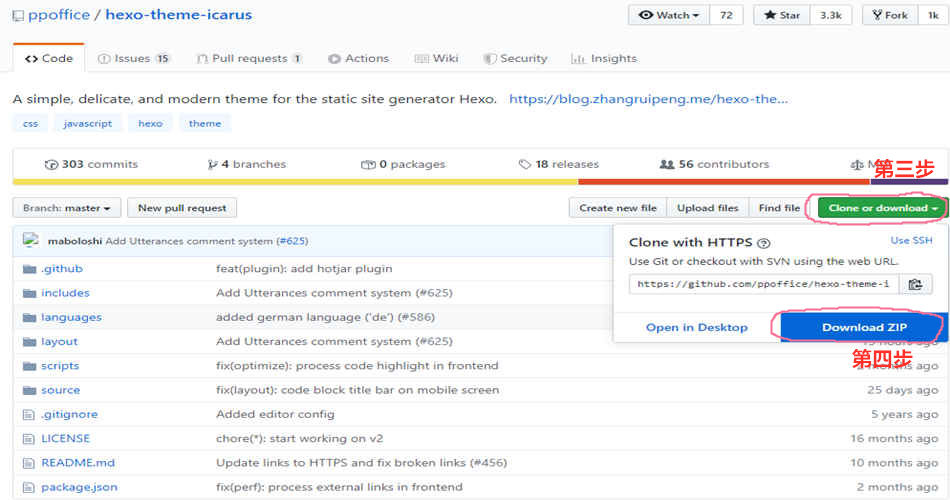 ppoffice / hexo-theme-icarus
Watch 72 Star 3.3k Fork 1k
Code Issues 15 Pull requests 1 Actions Wiki Security Insights
A simple, delicate, and modern theme for the static site generator Hexo. https://blog.zhangruipeng.me/hexo-the...
css javascript hexo theme
303 commits 4 branches 0 packages 18 releases 56 contributors
第三步
Branch: master New pull request Create new file Upload files Find file Clone or download
maboloshi Add Utterances comment system (#625)
Clone with HTTPS ? Use SSH
Use Git or checkout with SVN using the web URL.
https://github.com/ppoffice/hexo-theme-i
Open in Desktop Download ZIP
第四步
.github feat(plugin): add hotjar plugin
includes Add Utterances comment system (#625)
languages added german language ('de') (#586)
layout Add Utterances comment system (#625) hours ago
scripts fix(optimize): process code highlight in frontend 2 months ago
source fix(layout): code block title bar on mobile screen 25 days ago
.gitignore Added editor config 5 years ago
LICENSE chore(*): start working on v2 16 months ago
README.md Update links to HTTPS and fix broken links (#456) 10 months ago
package.json fix(perf): process external links in frontend 2 months ago